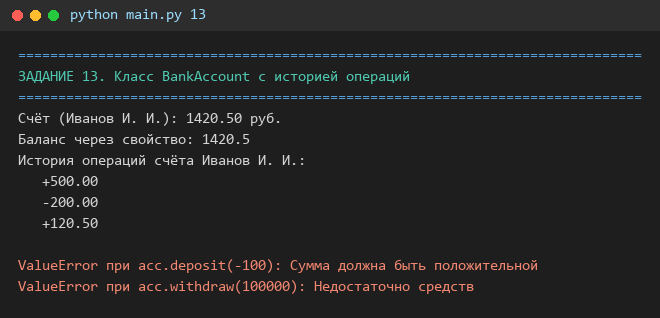 python main.py 13
==============================================================================
ЗАДАНИЕ 13. Класс BankAccount с историей операций
==============================================================================
Счёт (Иванов И. И.): 1420.50 руб.
Баланс через свойство: 1420.5
История операций счёта Иванов И. И.:
   +500.00
   -200.00
   +120.50
ValueError при acc.deposit(-100): Сумма должна быть положительной
ValueError при acc.withdraw(100000): Недостаточно средств